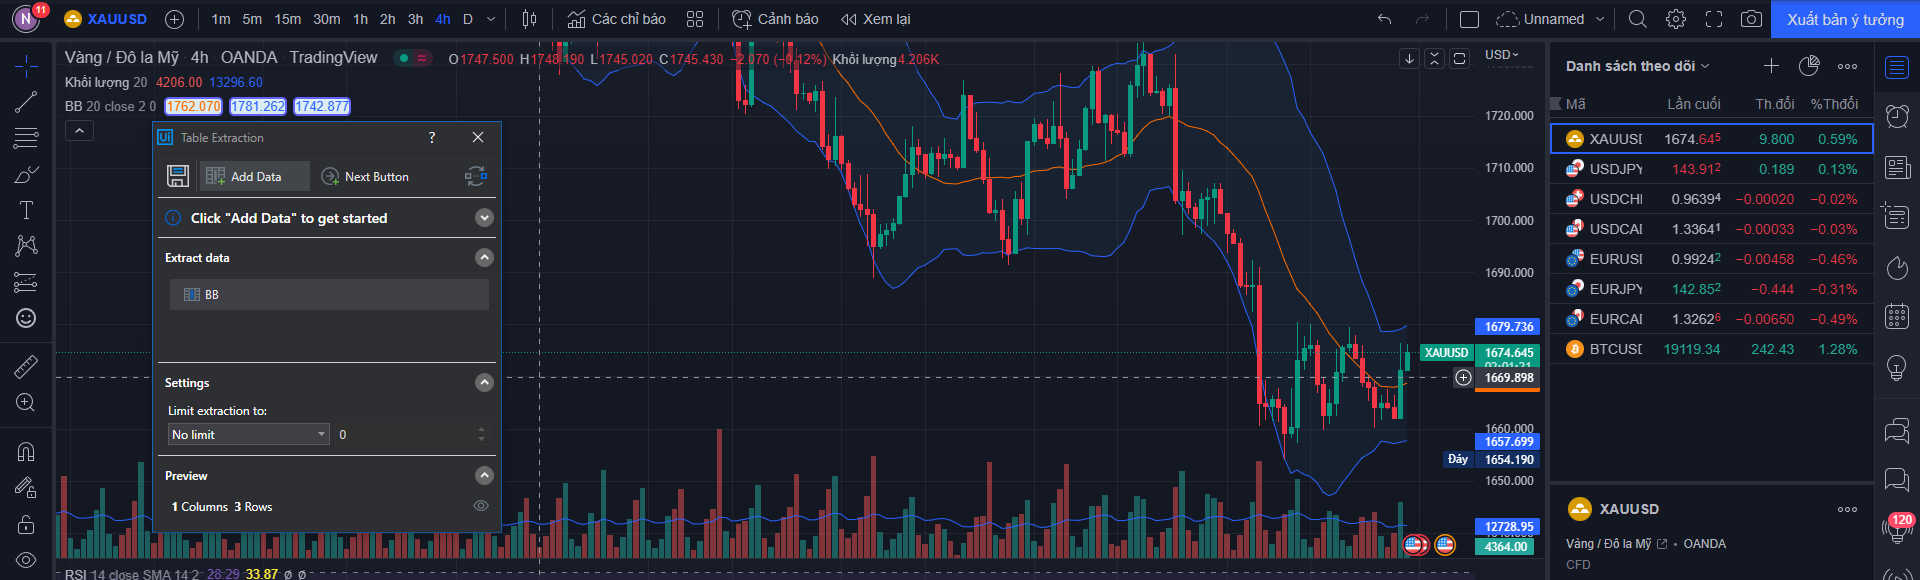 N 11 XAUUSD 1m 5m 15m 30m 1h 2h 3h 4h D Các chỉ báo Cảnh báo Xem lại Unnamed Xuất bản ý tưởng
Vàng / Đô la Mỹ 4h OANDA TradingView O1747.500 H1748.190 L1745.020 C1745.430 −2.070 (−0.12%) Khối lượng4.206K
Khối lượng 20 4206.00 13296.60
BB 20 close 2 0 1762.070 1781.262 1742.877
Ui Table Extraction ? ×
Add Data Next Button
Click "Add Data" to get started
Extract data
BB
Settings
Limit extraction to:
No limit 0
Preview
1 Columns 3 Rows
RSI 14 close SMA 14 2 28.29 33.87 ∅ ∅
USD
1720.000
1710.000
1700.000
1690.000
1679.736
XAUUSD 1674.645
1669.898
1660.000
1657.699
Đáy 1654.190
1650.000
12728.95
4364.00
Danh sách theo dõi
Mã Lần cuối Th.đổi %Thđổi
XAUUSD 1674.645 9.800 0.59%
USDJPY 143.912 0.189 0.13%
USDCHF 0.96394 −0.00020 −0.02%
USDCAD 1.33641 −0.00033 −0.03%
EURUSD 0.99242 −0.00458 −0.46%
EURJPY 142.852 −0.444 −0.31%
EURCAD 1.32626 −0.00650 −0.49%
BTCUSD 19119.34 242.43 1.28%
XAUUSD
Vàng / Đô la Mỹ • OANDA
CFD
120